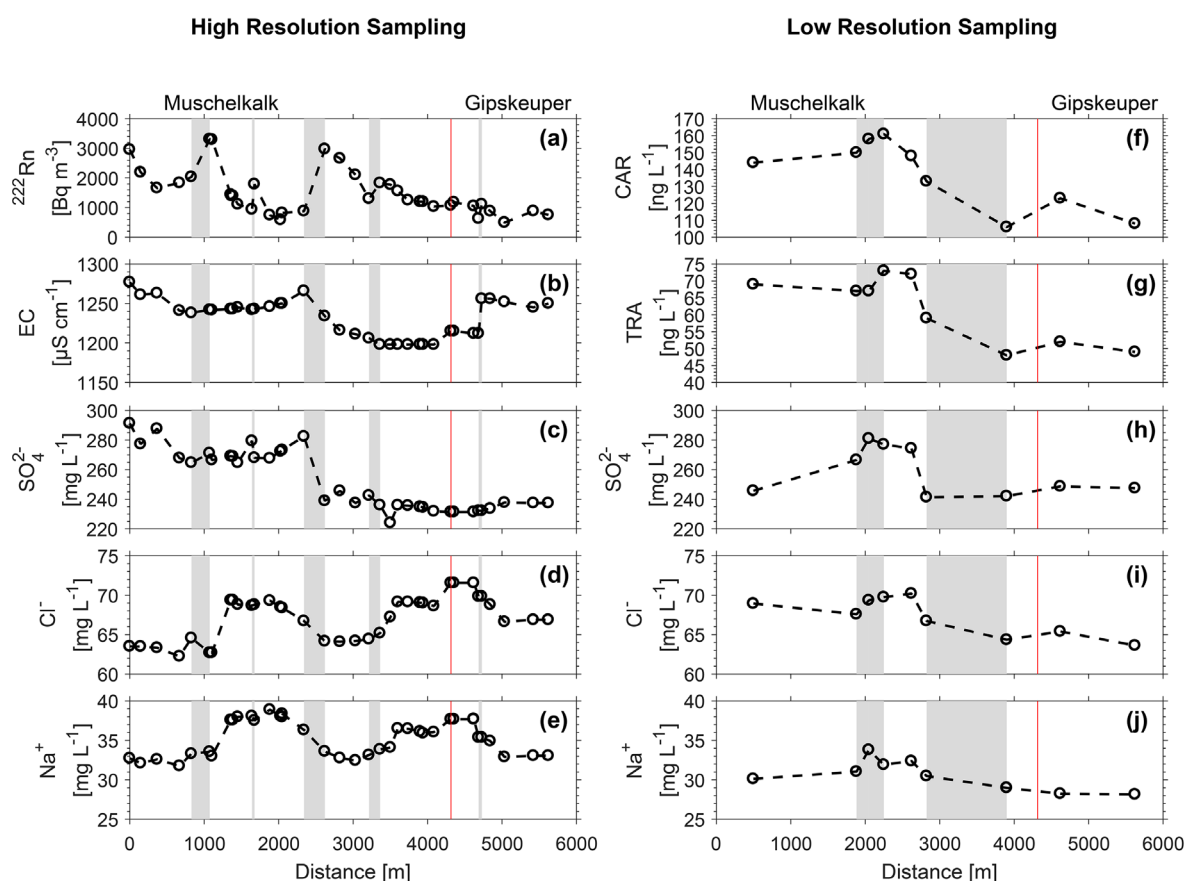 High Resolution Sampling
Low Resolution Sampling
Muschelkalk Gipskeuper
Muschelkalk Gipskeuper
(a)
²²²Rn
[Bq m⁻³]
4000
3000
2000
1000
0
(b)
EC
[µS cm⁻¹]
1300
1250
1200
1150
(c)
SO₄²⁻
[mg L⁻¹]
300
280
260
240
220
(d)
Cl⁻
[mg L⁻¹]
75
70
65
60
(e)
Na⁺
[mg L⁻¹]
40
35
30
25
0 1000 2000 3000 4000 5000 6000
Distance [m]
(f)
CAR
[ng L⁻¹]
170
160
150
140
130
120
110
100
(g)
TRA
[ng L⁻¹]
75
70
65
60
55
50
45
40
(h)
SO₄²⁻
[mg L⁻¹]
300
280
260
240
220
(i)
Cl⁻
[mg L⁻¹]
75
70
65
60
(j)
Na⁺
[mg L⁻¹]
40
35
30
25
0 1000 2000 3000 4000 5000 6000
Distance [m]